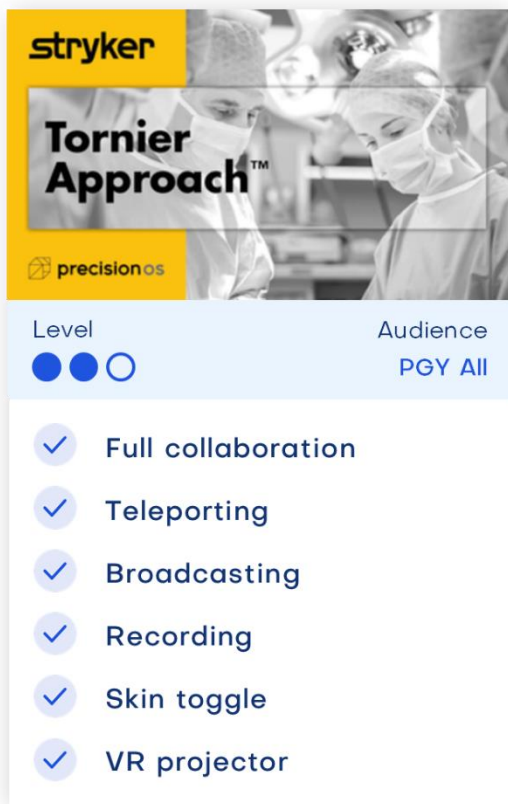 stryker
Tornier
Approach™
precisionos
Level
Audience
PGY All
Full collaboration
Teleporting
Broadcasting
Recording
Skin toggle
VR projector